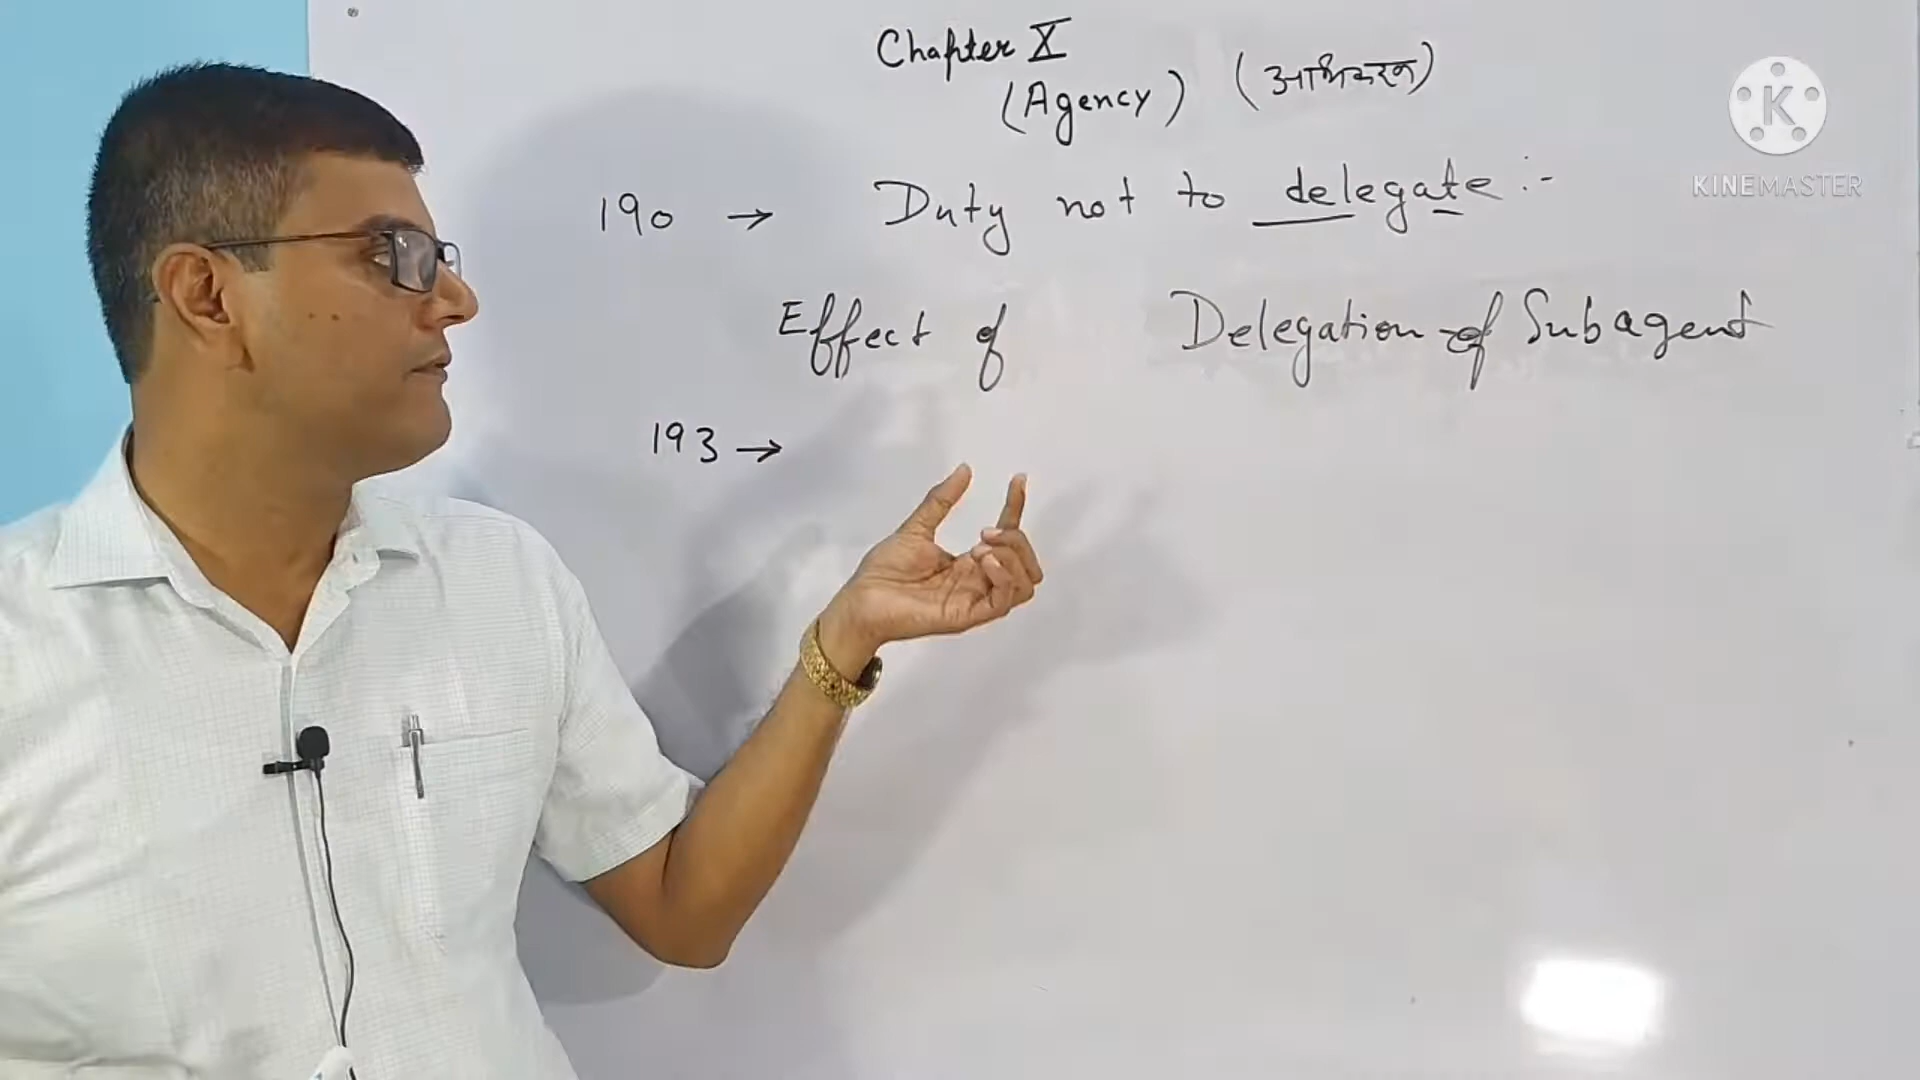 Chapter X
(Agency) (अभिकरण)
190 → Duty not to delegate :-
Effect of Delegation of Subagent
193 →
K
KINEMASTER